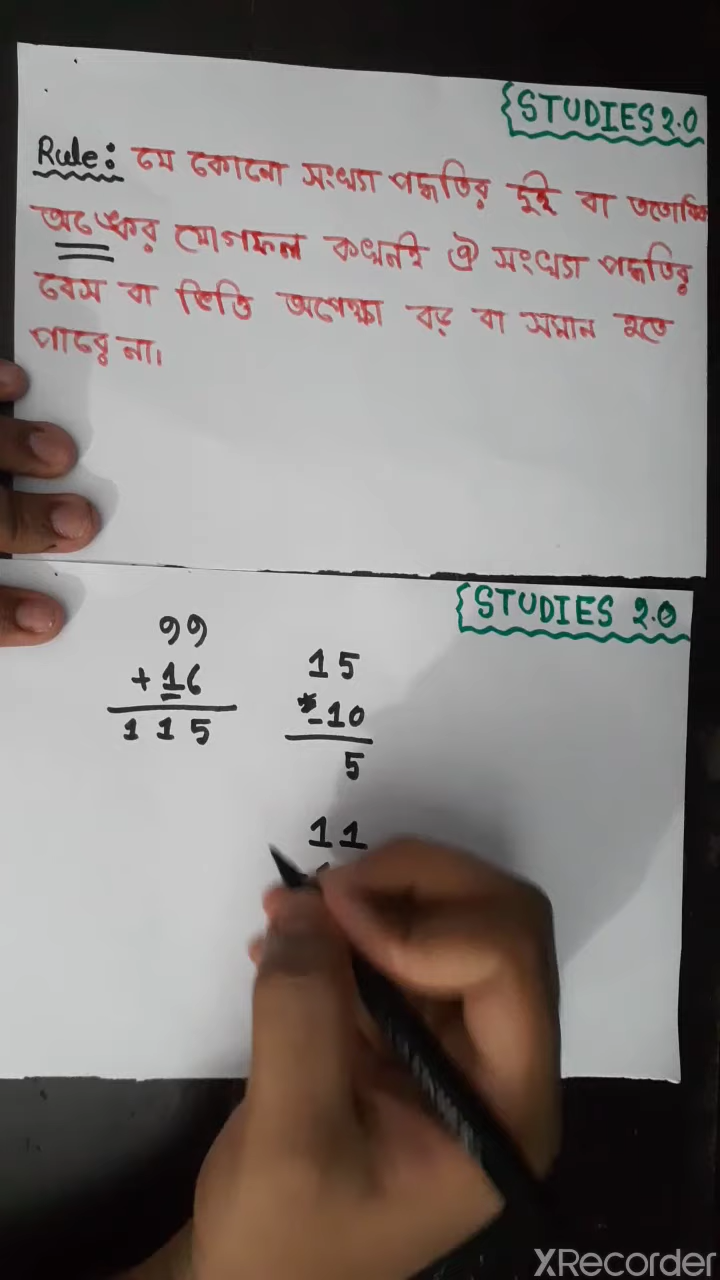 {STUDIES 2.0
Rule: যে কোনো সংখ্যা পদ্ধতির দুই বা ততোধিক
অঙ্কের যোগফল কখনই ঐ সংখ্যা পদ্ধতির
বেস বা ভিত্তি অপেক্ষা বড় বা সমান হতে
পারবে না।
{STUDIES 2.0
99
+16
115
15
-10
5
11
XRecorder